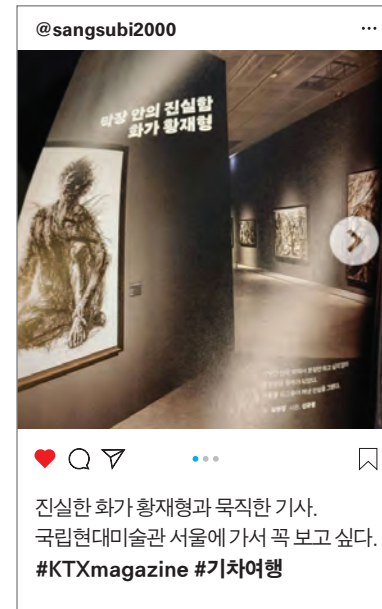 @sangsubi2000
막장 안의 진실함
화가 황재형
진실한 화가 황재형과 묵직한 기사.
국립현대미술관 서울에 가서 꼭 보고 싶다.
#KTXmagazine #기차여행